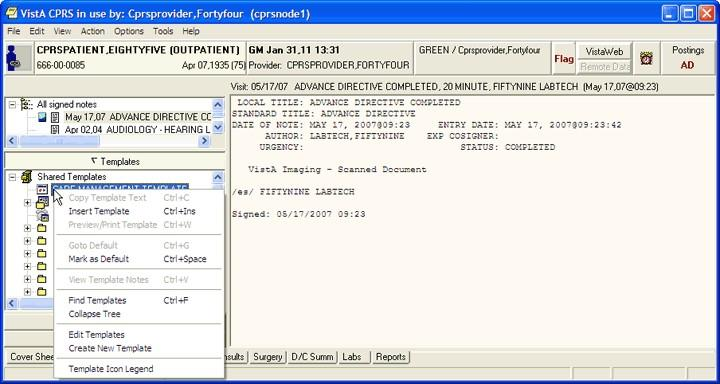 VistA CPRS in use by: Cprsprovider,Fortyfour (cprsnode1)
File Edit View Action Options Tools Help
CPRSPATIENT,EIGHTYFIVE (OUTPATIENT)
666-00-0085 Apr 07,1935 (75)
GM Jan 31,11 13:31
Provider: CPRSPROVIDER,FORTYFOUR
GREEN / Cprsprovider,Fortyfour
Flag
VistaWeb
Remote Data
Postings
AD
Visit: 05/17/07 ADVANCE DIRECTIVE COMPLETED, 20 MINUTE, FIFTYNINE LABTECH (May 17,07@09:23)
All signed notes
May 17,07 ADVANCE DIRECTIVE CO
Apr 02,04 AUDIOLOGY - HEARING L
Templates
Shared Templates
CARE MANAGEMENT TEMPLATE
Copy Template Text Ctrl+C
Insert Template Ctrl+Ins
Preview/Print Template Ctrl+W
Goto Default Ctrl+G
Mark as Default Ctrl+Space
View Template Notes Ctrl+V
Find Templates Ctrl+F
Collapse Tree
Edit Templates
Create New Template
Template Icon Legend
LOCAL TITLE: ADVANCE DIRECTIVE COMPLETED
STANDARD TITLE: ADVANCE DIRECTIVE
DATE OF NOTE: MAY 17, 2007@09:23 ENTRY DATE: MAY 17, 2007@09:23:42
AUTHOR: LABTECH,FIFTYNINE EXP COSIGNER:
URGENCY: STATUS: COMPLETED
VistA Imaging - Scanned Document
/es/ FIFTYNINE LABTECH
Signed: 05/17/2007 09:23
Cover Shee sults Surgery D/C Summ Labs Reports